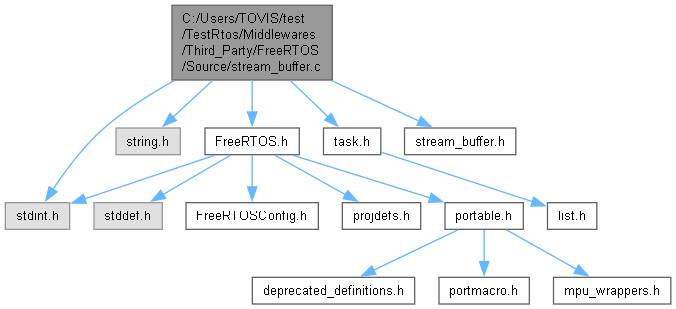 C:/Users/TOVIS/test
/TestRtos/Middlewares
/Third_Party/FreeRTOS
/Source/stream_buffer.c
string.h
FreeRTOS.h
task.h
stream_buffer.h
stdint.h
stddef.h
FreeRTOSConfig.h
projdefs.h
portable.h
list.h
deprecated_definitions.h
portmacro.h
mpu_wrappers.h